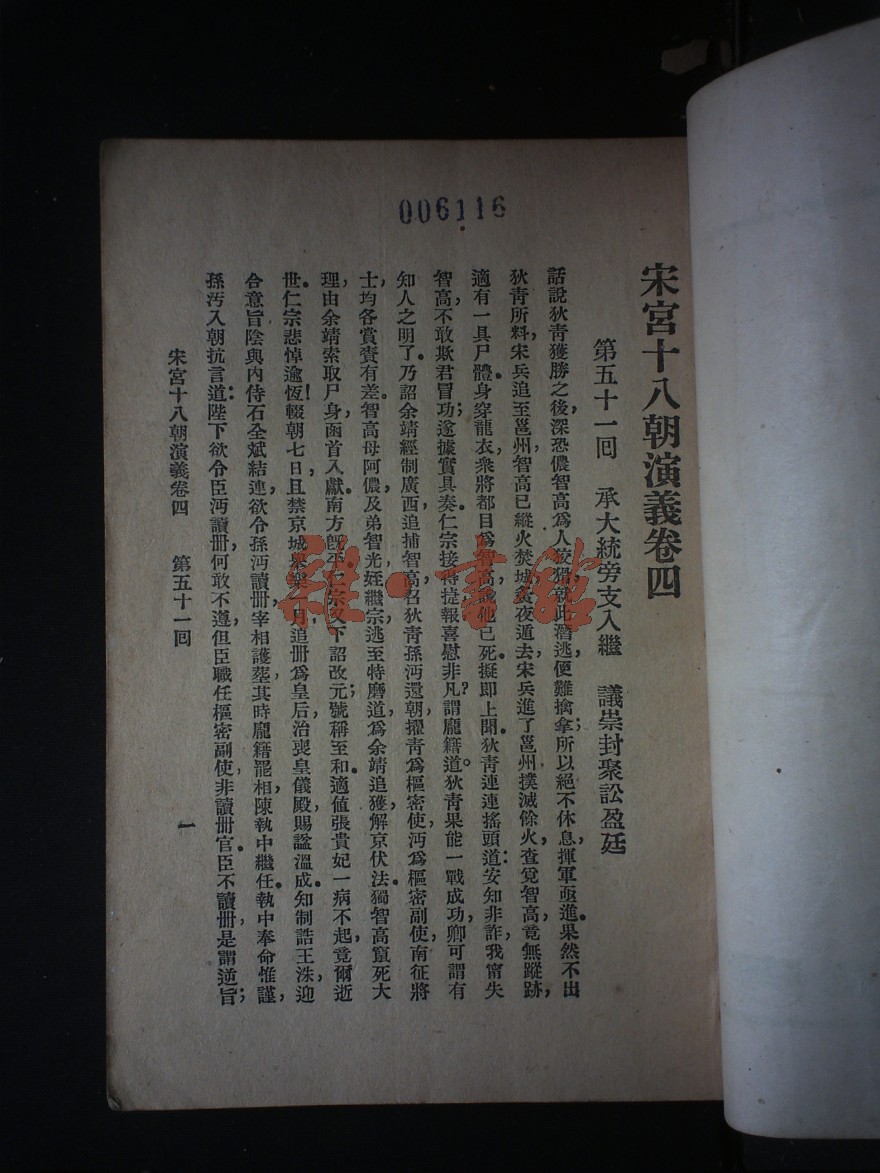 006116
宋宮十八朝演義卷四
第五十一回 承大統旁支入繼 議崇封聚訟盈廷
話說狄青獲勝之後，深恐儂智高爲人狡猾，就此潛逃，便難擒拿，所以絕不休息，揮軍亟進。果然不出
狄青所料，宋兵追至邕州，智高已縱火焚城，夤夜遁去，宋兵進了邕州，撲滅餘火，查覓智高，竟無蹤跡，
適有一具尸體，身穿龍衣，衆將都目爲智高，說他已死，擬即上聞。狄青連連搖頭道：安知非詐，我甯失
智高，不敢欺君冒功；遂據實具奏。仁宗接得捷報，喜慰非凡？謂龐籍道。狄青果能一戰成功，卿可謂有
知人之明了。乃詔余靖經制廣西，追捕智高，召狄青孫沔還朝，擢青爲樞密使，沔爲樞密副使，南征將
士，均各賞賚有差。智高母阿儂，及弟智光，姪繼宗，逃至特磨道，爲余靖追獲，解京伏法。獨智高竄死大
理，由余靖索取尸身，函首入獻。南方旣平，仁宗又下詔改元；號稱至和。適值張貴妃一病不起，竟爾逝
世。仁宗悲悼逾恆！輟朝七日，且禁京城舉樂一月，追册爲皇后，治喪皇儀殿，賜諡溫成。知制誥王洙，迎
合意旨，陰與內侍石全斌結連，欲令孫沔讀册，宰相護葬。其時龐籍罷相，陳執中繼任。執中奉命惟謹，
孫沔入朝抗言道：陛下欲令臣沔讀册，何敢不遵，但臣職任樞密副使，非讀册官，臣不讀册，是謂逆旨；
宋宮十八朝演義卷四 第五十一回 一
雜·書館